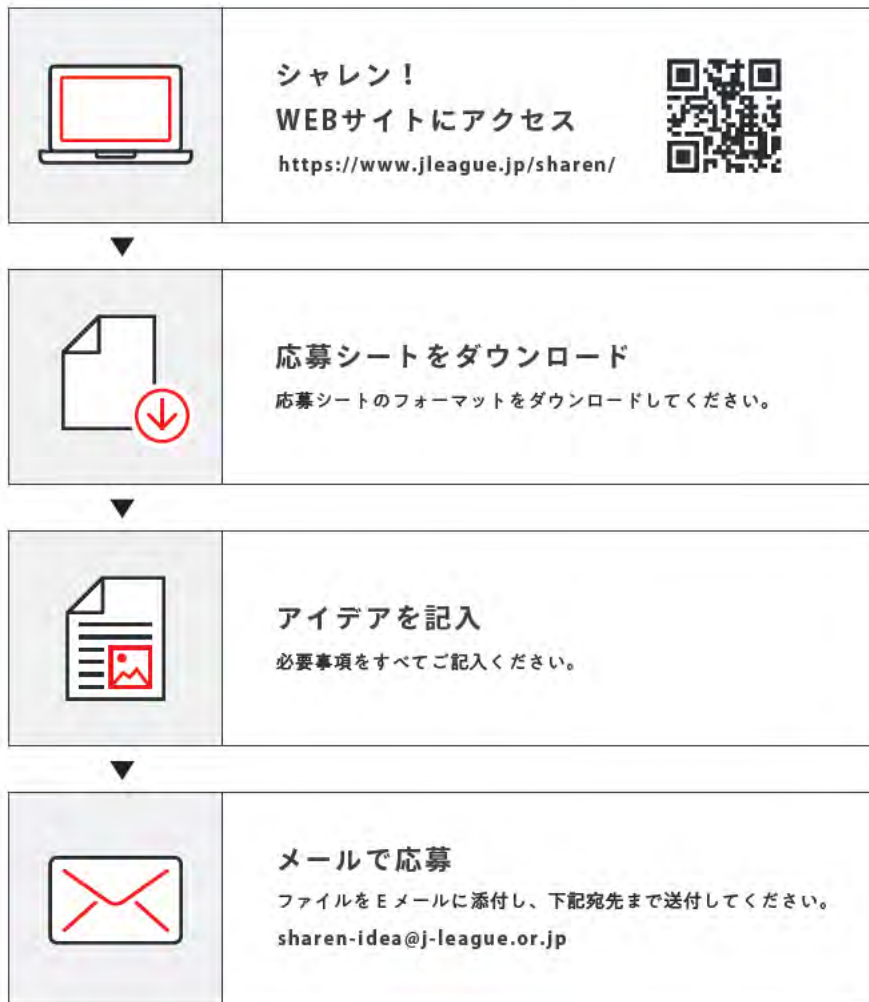 シャレン！
WEBサイトにアクセス
https://www.jleague.jp/sharen/
▼
応募シートをダウンロード
応募シートのフォーマットをダウンロードしてください。
▼
アイデアを記入
必要事項をすべてご記入ください。
▼
メールで応募
ファイルをEメールに添付し、下記宛先まで送付してください。
sharen-idea@j-league.or.jp